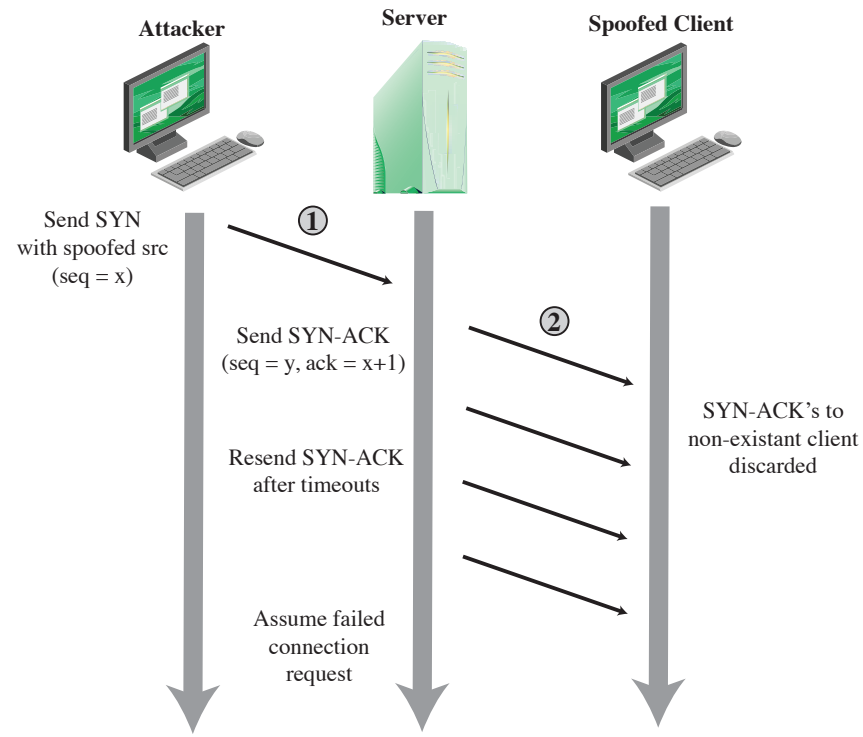 Attacker
Server
Spoofed Client
Send SYN
with spoofed src
(seq = x)
1
2
Send SYN-ACK
(seq = y, ack = x+1)
SYN-ACK’s to
non-existant client
discarded
Resend SYN-ACK
after timeouts
Assume failed
connection
request